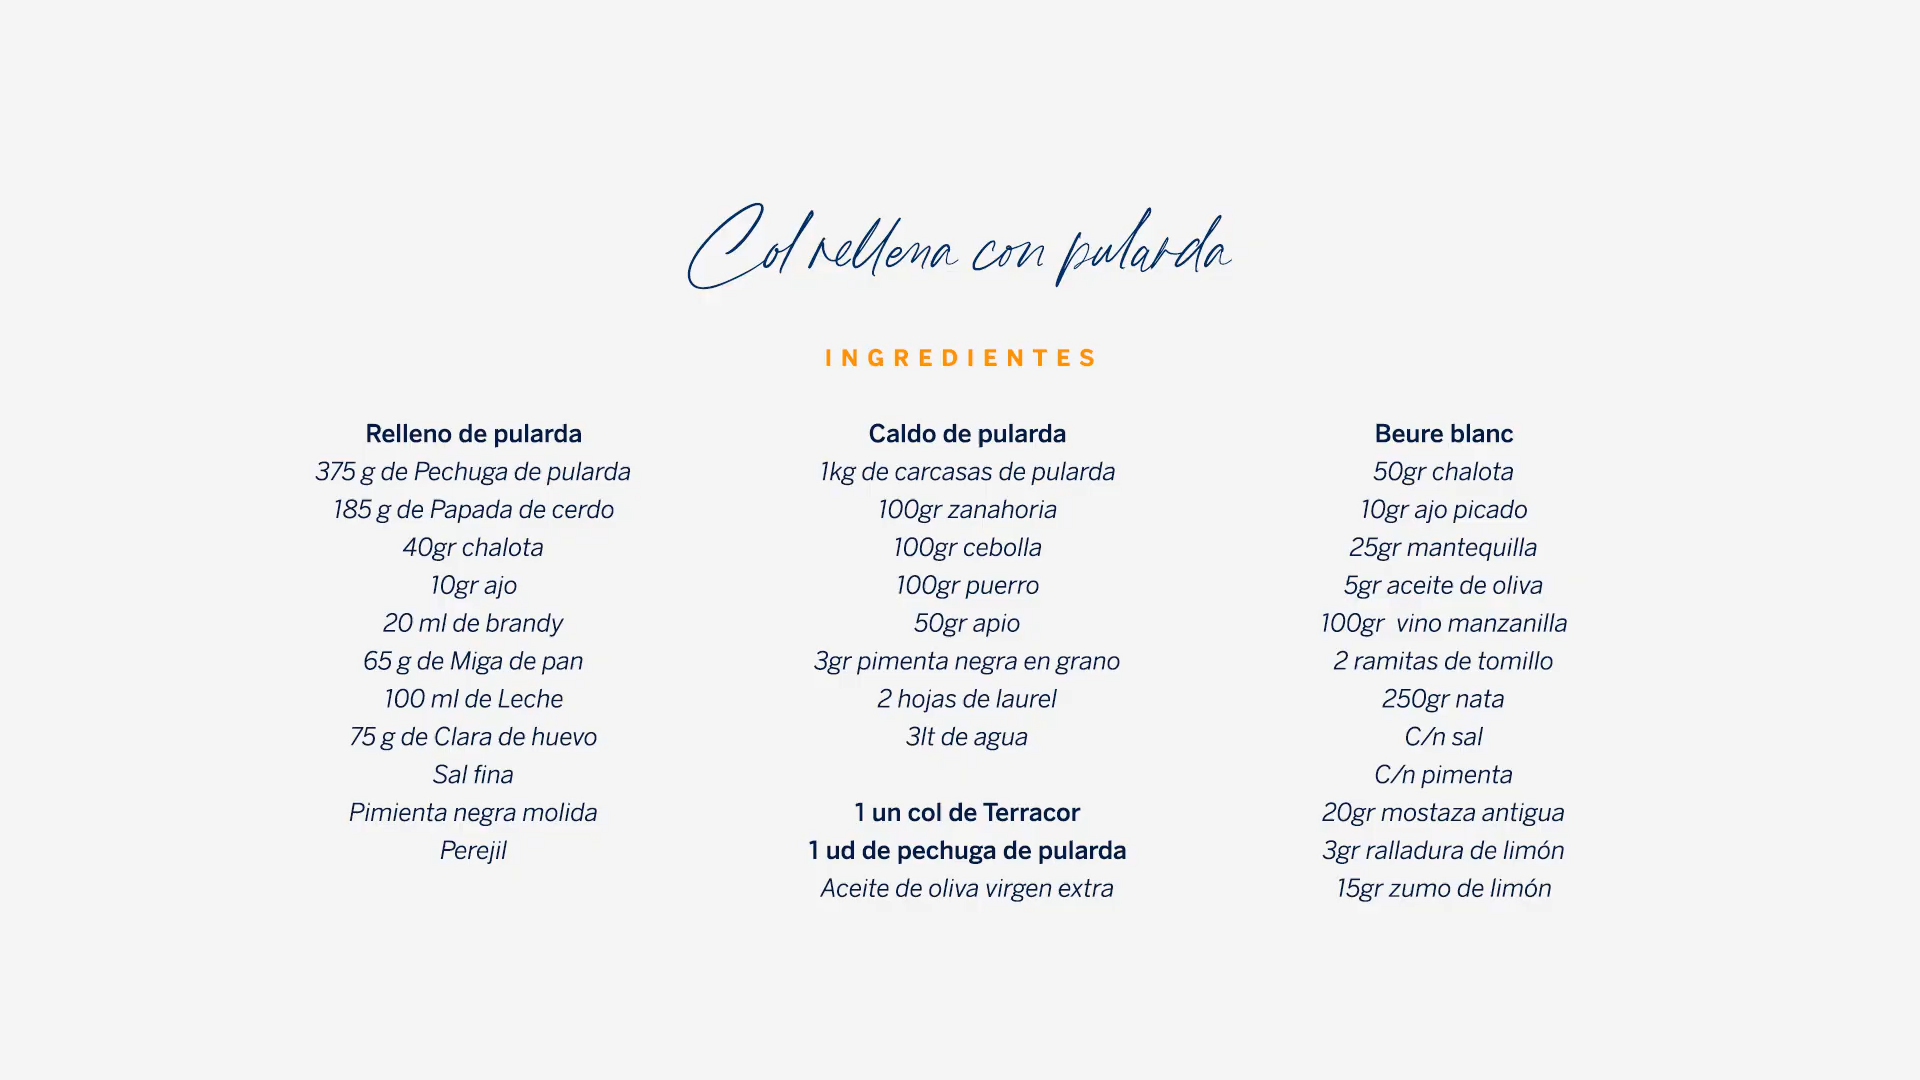 Col rellena con pularda
INGREDIENTES
Relleno de pularda
375 g de Pechuga de pularda
185 g de Papada de cerdo
40gr chalota
10gr ajo
20 ml de brandy
65 g de Miga de pan
100 ml de Leche
75 g de Clara de huevo
Sal fina
Pimienta negra molida
Perejil
Caldo de pularda
1kg de carcasas de pularda
100gr zanahoria
100gr cebolla
100gr puerro
50gr apio
3gr pimenta negra en grano
2 hojas de laurel
3lt de agua
1 un col de Terracor
1 ud de pechuga de pularda
Aceite de oliva virgen extra
Beure blanc
50gr chalota
10gr ajo picado
25gr mantequilla
5gr aceite de oliva
100gr  vino manzanilla
2 ramitas de tomillo
250gr nata
C/n sal
C/n pimenta
20gr mostaza antigua
3gr ralladura de limón
15gr zumo de limón